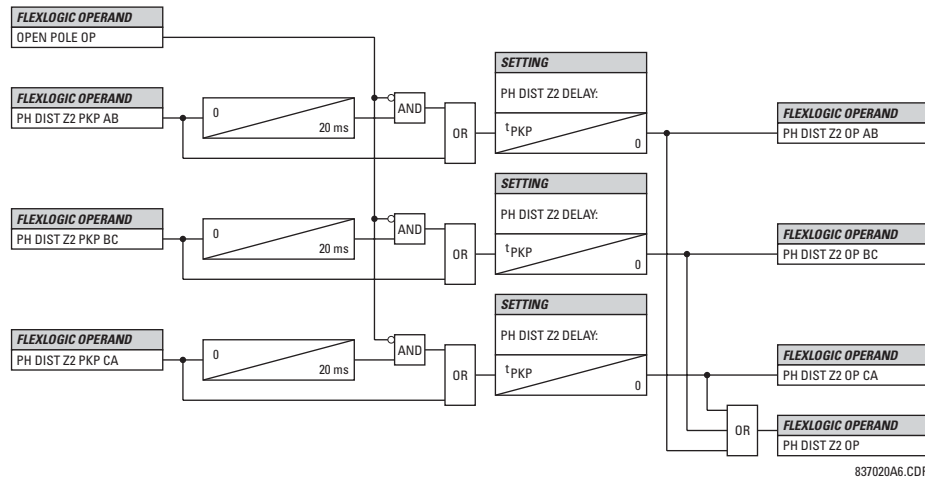 FLEXLOGIC OPERAND
OPEN POLE OP
SETTING
PH DIST Z2 DELAY:
tPKP
0
FLEXLOGIC OPERAND
PH DIST Z2 PKP AB
0
20 ms
AND
OR
FLEXLOGIC OPERAND
PH DIST Z2 OP AB
SETTING
PH DIST Z2 DELAY:
tPKP
0
FLEXLOGIC OPERAND
PH DIST Z2 PKP BC
0
20 ms
AND
OR
FLEXLOGIC OPERAND
PH DIST Z2 OP BC
SETTING
PH DIST Z2 DELAY:
tPKP
0
FLEXLOGIC OPERAND
PH DIST Z2 PKP CA
0
20 ms
AND
OR
FLEXLOGIC OPERAND
PH DIST Z2 OP CA
OR
FLEXLOGIC OPERAND
PH DIST Z2 OP
837020A6.CDR